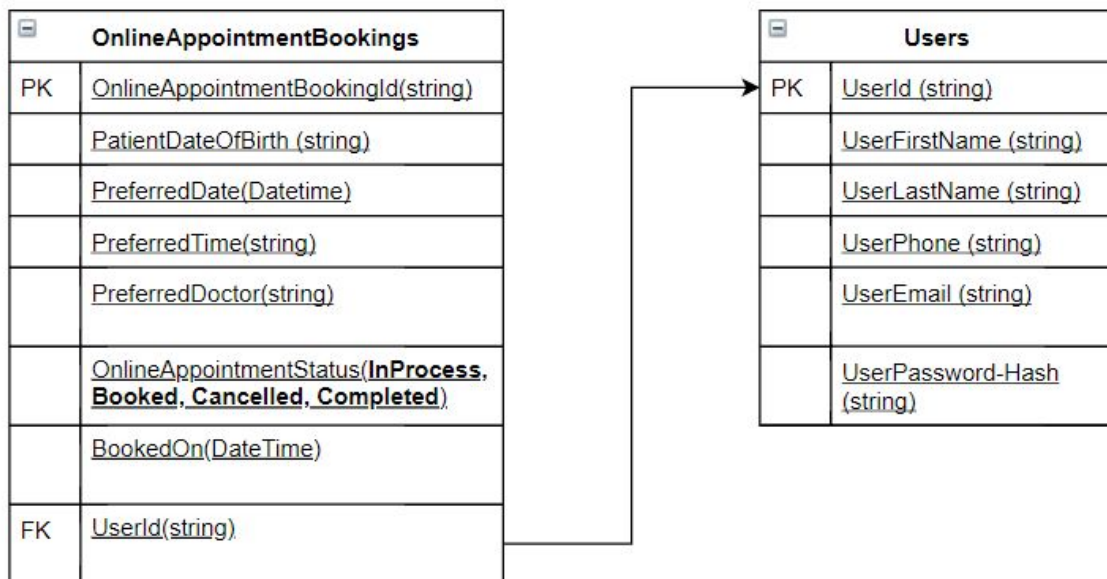 OnlineAppointmentBookings
PK OnlineAppointmentBookingId(string)
PatientDateOfBirth (string)
PreferredDate(Datetime)
PreferredTime(string)
PreferredDoctor(string)
OnlineAppointmentStatus(InProcess,
Booked, Cancelled, Completed)
BookedOn(DateTime)
FK UserId(string)
Users
PK UserId (string)
UserFirstName (string)
UserLastName (string)
UserPhone (string)
UserEmail (string)
UserPassword-Hash
(string)